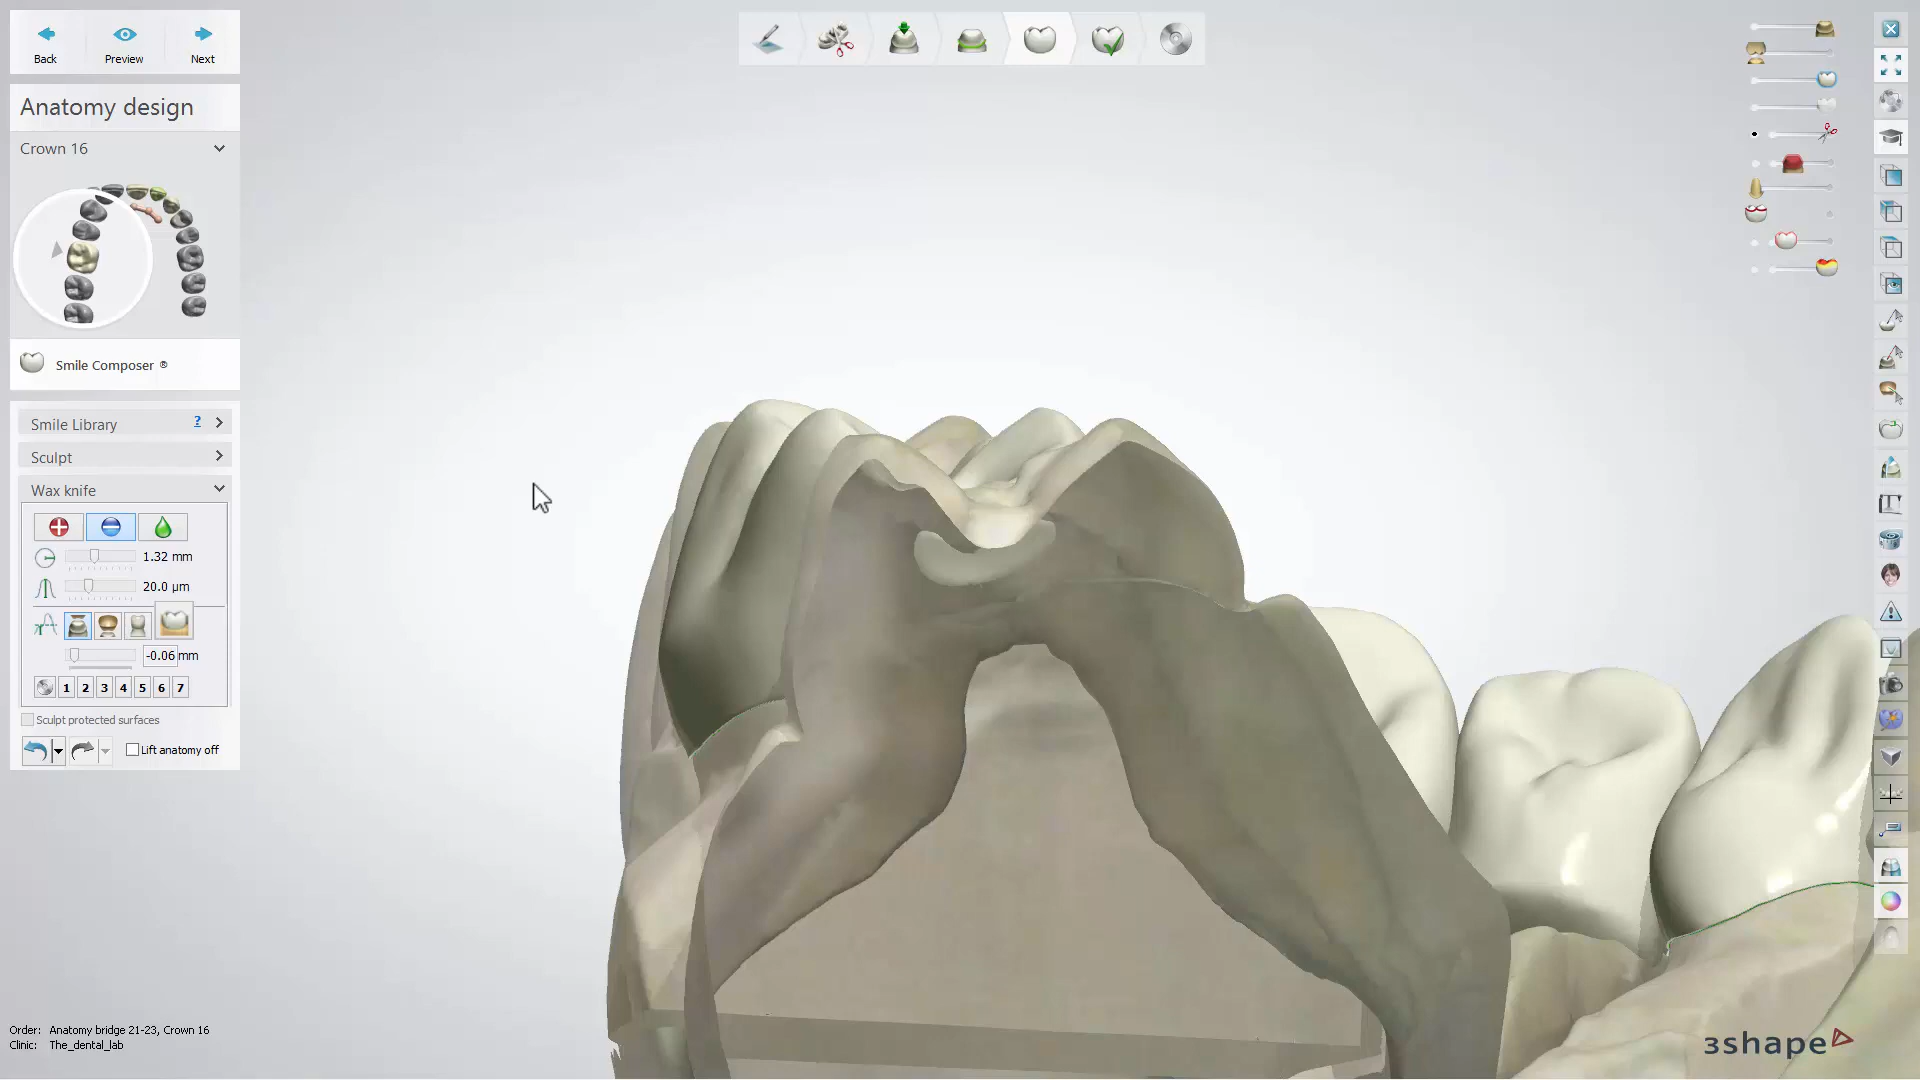 Back
Preview
Next
Anatomy design
Crown 16
Smile Composer ®
Smile Library ?
Sculpt
Wax knife
1.32 mm
20.0 µm
-0.06 mm
1 2 3 4 5 6 7
Sculpt protected surfaces
Lift anatomy off
Order: Anatomy bridge 21-23, Crown 16
Clinic: The_dental_lab
3shape